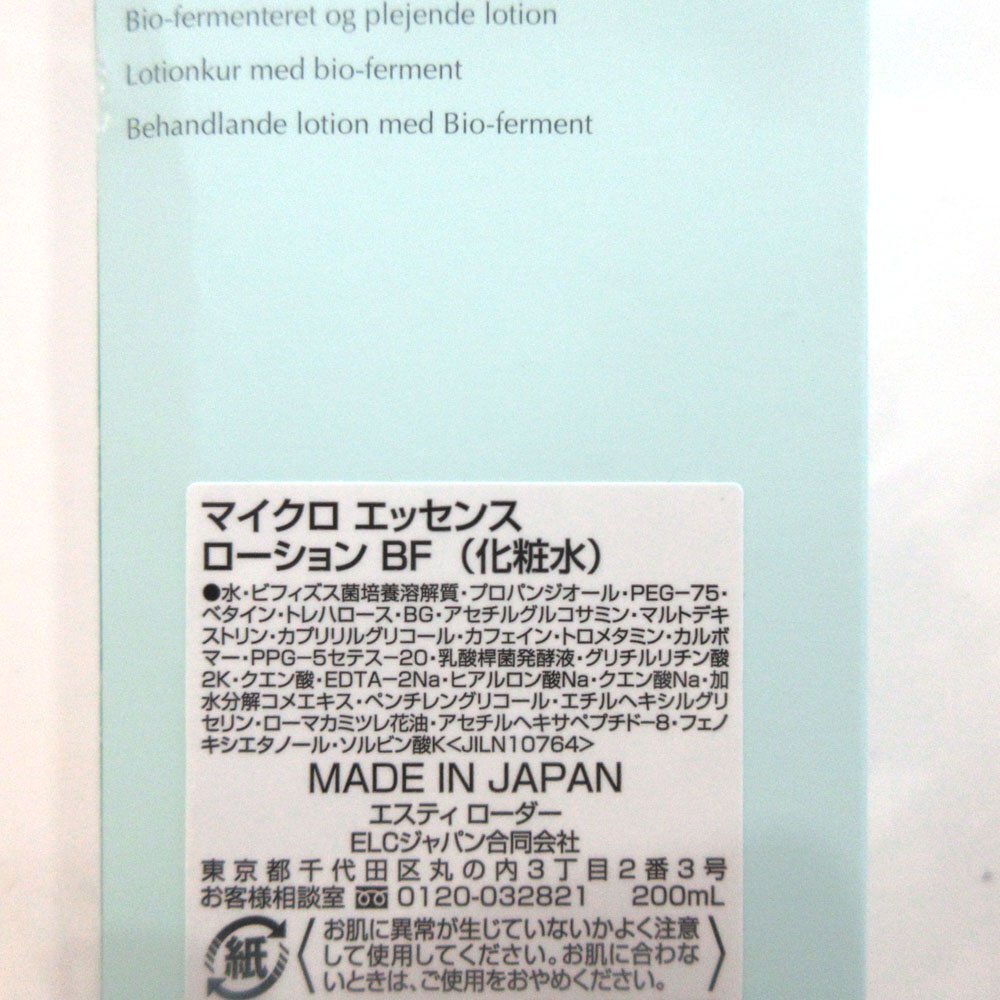 Bio-fermenteret og plejende lotion
Lotionkur med bio-ferment
Behandlande lotion med Bio-ferment
マイクロ エッセンス
ローション BF （化粧水）
●水・ビフィズス菌培養溶解質・プロパンジオール・PEG-75・
ベタイン・トレハロース・BG・アセチルグルコサミン・マルトデキ
ストリン・カプリリルグリコール・カフェイン・トロメタミン・カルボ
マー・PPG-5セテス-20・乳酸桿菌発酵液・グリチルリチン酸
2K・クエン酸・EDTA-2Na・ヒアルロン酸Na・クエン酸Na・加
水分解コメエキス・ペンチレングリコール・エチルヘキシルグリ
セリン・ローマカミツレ花油・アセチルヘキサペプチド-8・フェノ
キシエタノール・ソルビン酸K<JILN10764>
MADE IN JAPAN
エスティ ローダー
ELCジャパン合同会社
東京都千代田区丸の内3丁目2番3号
お客様相談室 0120-032821 200mL
紙
お肌に異常が生じていないかよく注意
して使用してください。お肌に合わな
いときは、ご使用をおやめください。